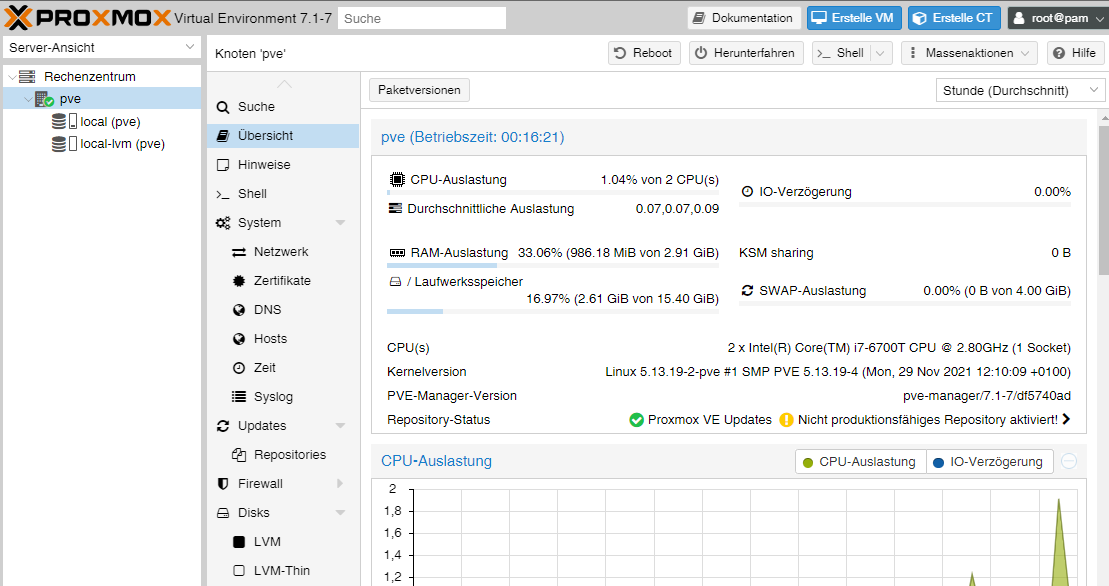 PROXMOX Virtual Environment 7.1-7 Suche Dokumentation Erstelle VM Erstelle CT root@pam
Server-Ansicht
Rechenzentrum
pve
local (pve)
local-lvm (pve)
Knoten 'pve' Reboot Herunterfahren >_ Shell Massenaktionen Hilfe
Suche
Übersicht
Hinweise
>_ Shell
System
Netzwerk
Zertifikate
DNS
Hosts
Zeit
Syslog
Updates
Repositories
Firewall
Disks
LVM
LVM-Thin
Paketversionen Stunde (Durchschnitt)
pve (Betriebszeit: 00:16:21)
CPU-Auslastung 1.04% von 2 CPU(s)
IO-Verzögerung 0.00%
Durchschnittliche Auslastung 0.07,0.07,0.09
RAM-Auslastung 33.06% (986.18 MiB von 2.91 GiB)
KSM sharing 0 B
/ Laufwerksspeicher
16.97% (2.61 GiB von 15.40 GiB)
SWAP-Auslastung 0.00% (0 B von 4.00 GiB)
CPU(s) 2 x Intel(R) Core(TM) i7-6700T CPU @ 2.80GHz (1 Socket)
Kernelversion Linux 5.13.19-2-pve #1 SMP PVE 5.13.19-4 (Mon, 29 Nov 2021 12:10:09 +0100)
PVE-Manager-Version pve-manager/7.1-7/df5740ad
Repository-Status Proxmox VE Updates Nicht produktionsfähiges Repository aktiviert!
CPU-Auslastung CPU-Auslastung IO-Verzögerung
2
1,8
1,6
1,4
1,2